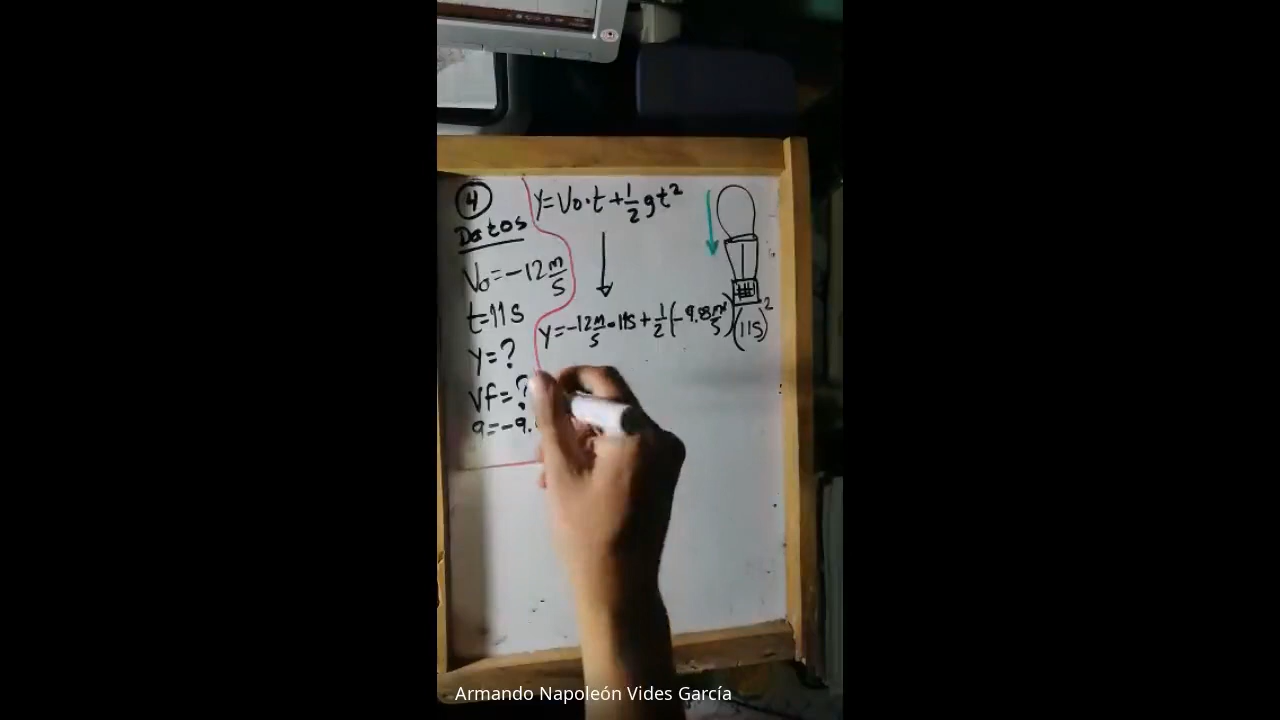 4
Datos
Vo=-12 m/s
t=11s
y=?
Vf=?
g=-9.
y=Vo·t+1/2gt²
y=-12m/s·11s+1/2(-9.8m/s)(11s)²
Armando Napoleón Vides García